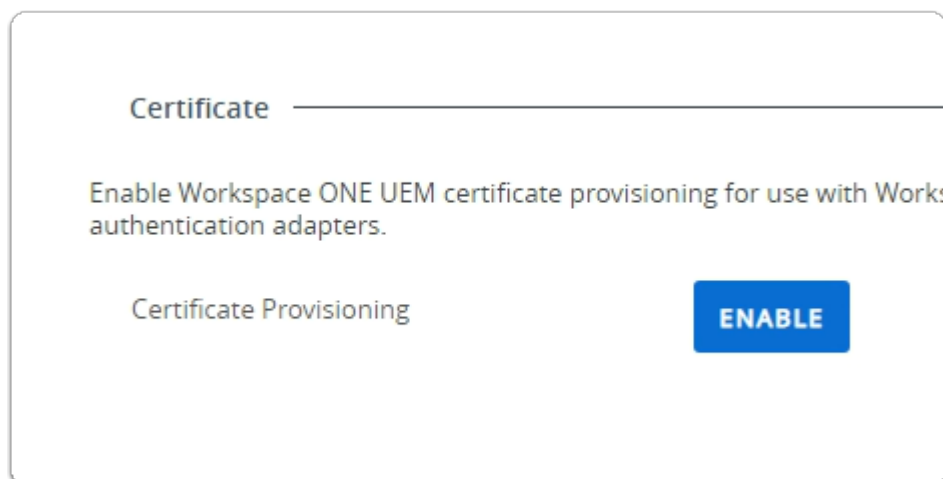 Certificate
Enable Workspace ONE UEM certificate provisioning for use with Works
authentication adapters.
Certificate Provisioning
ENABLE